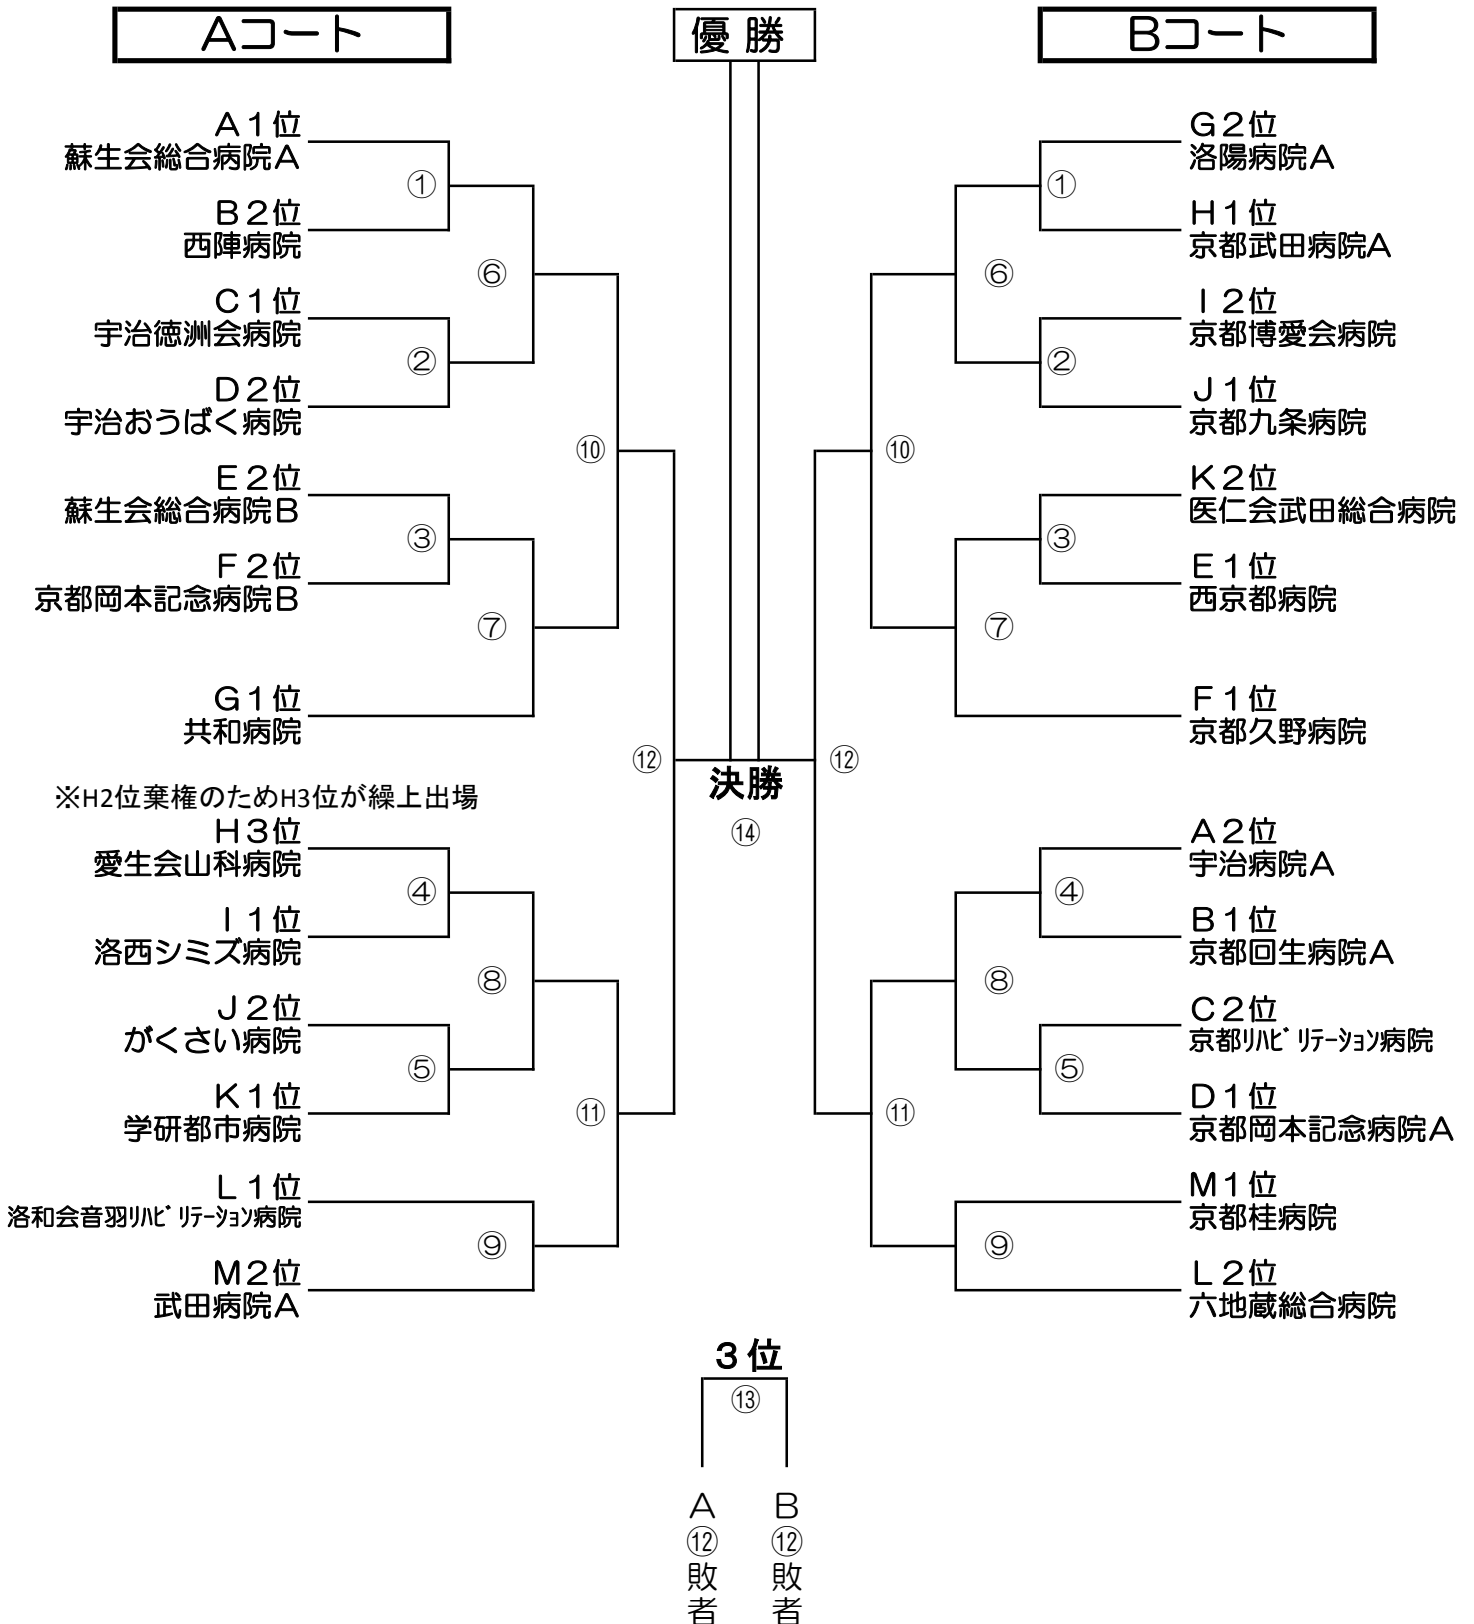 Aコート
優 勝
Bコート
A1位
蘇生会総合病院A
①
B2位
西陣病院
⑥
C1位
宇治徳洲会病院
②
D2位
宇治おうばく病院
⑩
E2位
蘇生会総合病院B
③
F2位
京都岡本記念病院B
⑦
G1位
共和病院
⑫
※H2位棄権のためH3位が繰上出場
H3位
愛生会山科病院
④
I1位
洛西シミズ病院
⑧
J2位
がくさい病院
⑤
K1位
学研都市病院
⑪
L1位
洛和会音羽リハビリテーション病院
⑨
M2位
武田病院A
決勝
⑭
G2位
洛陽病院A
①
H1位
京都武田病院A
⑥
I2位
京都博愛会病院
②
J1位
京都九条病院
⑩
K2位
医仁会武田総合病院
③
E1位
西京都病院
⑦
F1位
京都久野病院
⑫
A2位
宇治病院A
④
B1位
京都回生病院A
⑧
C2位
京都リハビリテーション病院
⑤
D1位
京都岡本記念病院A
⑪
M1位
京都桂病院
⑨
L2位
六地蔵総合病院
3位
⑬
A⑫敗者
B⑫敗者